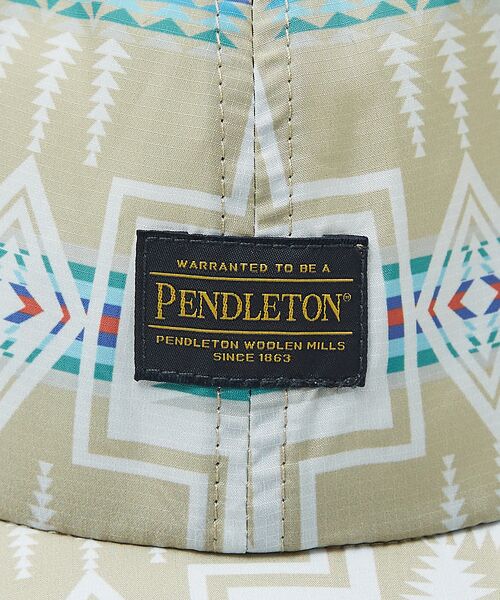 WARRANTED TO BE A
PENDLETON®
PENDLETON WOOLEN MILLS
SINCE 1863